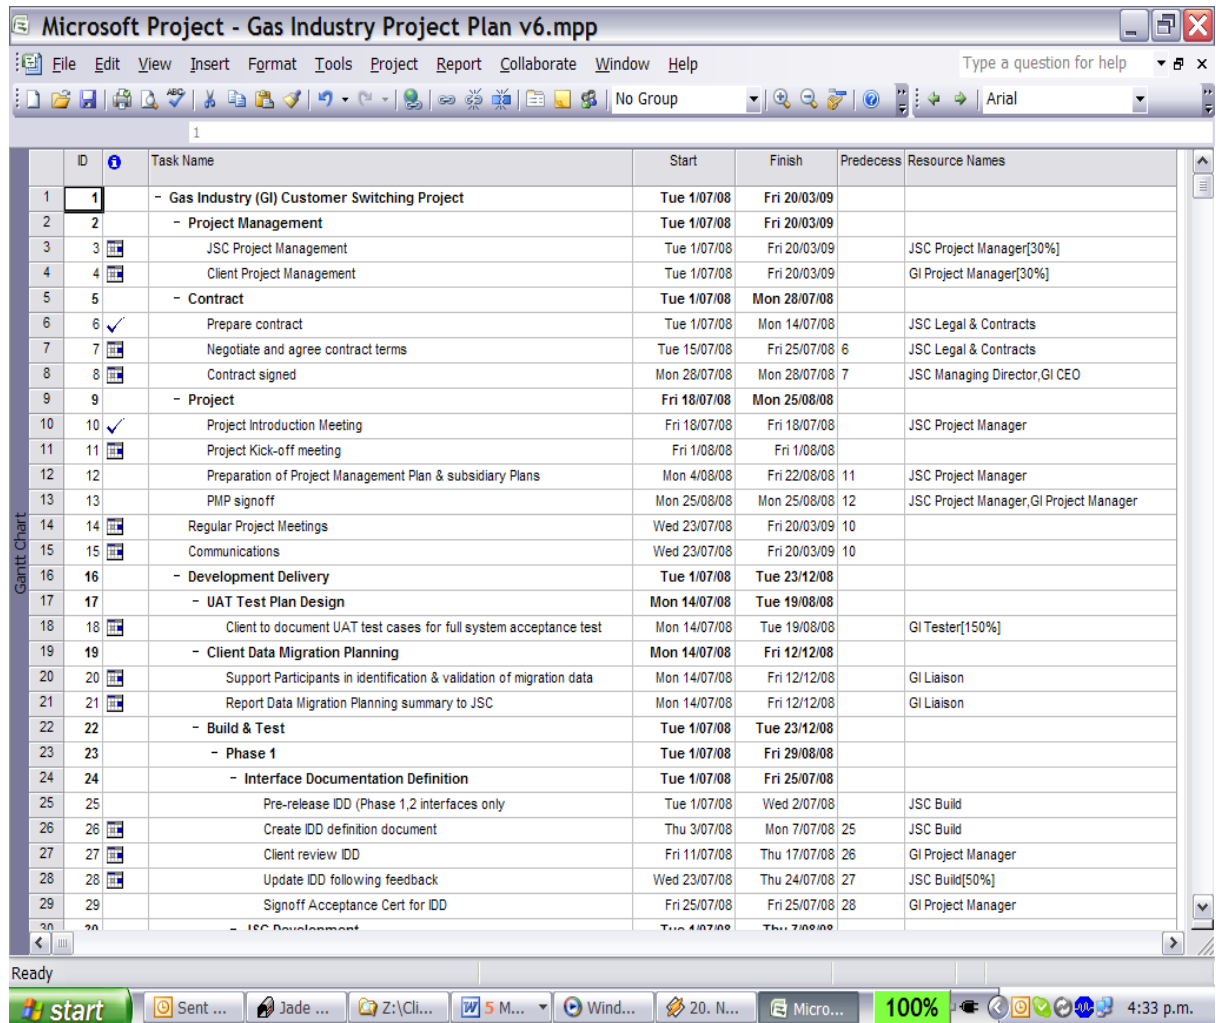 Microsoft Project - Gas Industry Project Plan v6.mpp
File Edit View Insert Format Tools Project Report Collaborate Window Help Type a question for help
No Group Arial
1
ID Task Name Start Finish Predecess Resource Names
1 1 - Gas Industry (GI) Customer Switching Project Tue 1/07/08 Fri 20/03/09
2 2 - Project Management Tue 1/07/08 Fri 20/03/09
3 3 JSC Project Management Tue 1/07/08 Fri 20/03/09 JSC Project Manager[30%]
4 4 Client Project Management Tue 1/07/08 Fri 20/03/09 GI Project Manager[30%]
5 5 - Contract Tue 1/07/08 Mon 28/07/08
6 6 Prepare contract Tue 1/07/08 Mon 14/07/08 JSC Legal & Contracts
7 7 Negotiate and agree contract terms Tue 15/07/08 Fri 25/07/08 6 JSC Legal & Contracts
8 8 Contract signed Mon 28/07/08 Mon 28/07/08 7 JSC Managing Director,GI CEO
9 9 - Project Fri 18/07/08 Mon 25/08/08
10 10 Project Introduction Meeting Fri 18/07/08 Fri 18/07/08 JSC Project Manager
11 11 Project Kick-off meeting Fri 1/08/08 Fri 1/08/08
12 12 Preparation of Project Management Plan & subsidiary Plans Mon 4/08/08 Fri 22/08/08 11 JSC Project Manager
13 13 PMP signoff Mon 25/08/08 Mon 25/08/08 12 JSC Project Manager,GI Project Manager
14 14 Regular Project Meetings Wed 23/07/08 Fri 20/03/09 10
15 15 Communications Wed 23/07/08 Fri 20/03/09 10
16 16 - Development Delivery Tue 1/07/08 Tue 23/12/08
17 17 - UAT Test Plan Design Mon 14/07/08 Tue 19/08/08
18 18 Client to document UAT test cases for full system acceptance test Mon 14/07/08 Tue 19/08/08 GI Tester[150%]
19 19 - Client Data Migration Planning Mon 14/07/08 Fri 12/12/08
20 20 Support Participants in identification & validation of migration data Mon 14/07/08 Fri 12/12/08 GI Liaison
21 21 Report Data Migration Planning summary to JSC Mon 14/07/08 Fri 12/12/08 GI Liaison
22 22 - Build & Test Tue 1/07/08 Tue 23/12/08
23 23 - Phase 1 Tue 1/07/08 Fri 29/08/08
24 24 - Interface Documentation Definition Tue 1/07/08 Fri 25/07/08
25 25 Pre-release IDD (Phase 1,2 interfaces only Tue 1/07/08 Wed 2/07/08 JSC Build
26 26 Create IDD definition document Thu 3/07/08 Mon 7/07/08 25 JSC Build
27 27 Client review IDD Fri 11/07/08 Thu 17/07/08 26 GI Project Manager
28 28 Update IDD following feedback Wed 23/07/08 Thu 24/07/08 27 JSC Build[50%]
29 29 Signoff Acceptance Cert for IDD Fri 25/07/08 Fri 25/07/08 28 GI Project Manager
30 30 - JSC Development Tue 1/07/08 Thu 7/08/08
Gantt Chart
Ready
start Sent ... Jade ... Z:\Cli... 5 M... Wind... 20. N... Micro... 100% 4:33 p.m.